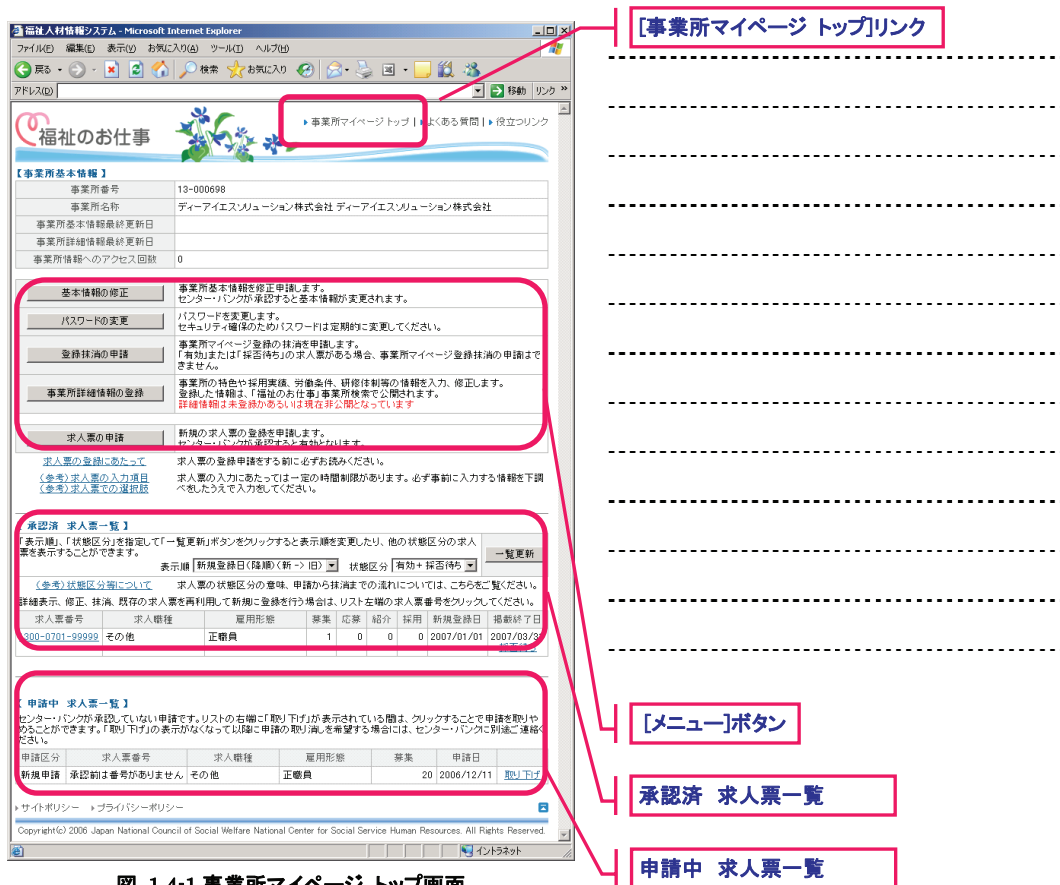 福祉人材情報システム - Microsoft Internet Explorer
ファイル(F) 編集(E) 表示(V) お気に入り(A) ツール(T) ヘルプ(H)
戻る 検索 お気に入り
アドレス(D) 移動 リンク »
福祉のお仕事
事業所マイページ トップ | よくある質問 | 役立つリンク
【事業所基本情報】
事業所番号 13-000698
事業所名称 ディーアイエスソリューション株式会社 ディーアイエスソリューション株式会社
事業所基本情報最終更新日
事業所詳細情報最終更新日
事業所情報へのアクセス回数 0
基本情報の修正 事業所基本情報を修正申請します。
センター・バンクが承認すると基本情報が変更されます。
パスワードの変更 パスワードを変更します。
セキュリティ確保のためパスワードは定期的に変更してください。
登録抹消の申請 事業所マイページ登録の抹消を申請します。
「有効」または「採否待ち」の求人票がある場合、事業所マイページ登録抹消の申請はで
きません。
事業所詳細情報の登録 事業所の特色や採用実績、労働条件、研修体制等の情報を入力、修正します。
登録した情報は、「福祉のお仕事」事業所検索で公開されます。
詳細情報は未登録かあるいは現在非公開となっています
求人票の申請 新規の求人票の登録を申請します。
センター・バンクが承認すると有効となります。
求人票の登録にあたって 求人票の登録申請をする前に必ずお読みください。
(参考)求人票の入力項目 求人票の入力にあたっては一定の時間制限があります。必ず事前に入力する情報を下調
(参考)求人票での選択肢 べをしたうえで入力をしてください。
【 承認済 求人票一覧 】
「表示順」、「状態区分」を指定して「一覧更新」ボタンをクリックすると表示順を変更したり、他の状態区分の求人
票を表示することができます。
一覧更新
表示順 新規登録日(降順)(新 -> 旧) 状態区分 有効+採否待ち
(参考)状態区分等について 求人票の状態区分の意味、申請から抹消までの流れについては、こちらをご覧ください。
詳細表示、修正、抹消、既存の求人票を再利用して新規に登録を行う場合は、リスト左端の求人票番号をクリックしてください。
求人票番号 求人職種 雇用形態 募集 応募 紹介 採用 新規登録日 掲載終了日
300-0701-99999 その他 正職員 1 0 0 0 2007/01/01 2007/03/31
採否待ち
【 申請中 求人票一覧 】
センター・バンクが承認していない申請です。リストの右端に「取り下げ」が表示されている間は、クリックすることで申請を取りや
めることができます。「取り下げ」の表示がなくなって以降に申請の取り消しを希望する場合には、センター・バンクに別途ご連絡く
ださい。
申請区分 求人票番号 求人職種 雇用形態 募集 申請日
新規申請 承認前は番号がありません その他 正職員 20 2006/12/11 取り下げ
サイトポリシー プライバシーポリシー
Copyright(c) 2006 Japan National Council of Social Welfare National Center for Social Service Human Resources. All Rights Reserved.
イントラネット
図 1.4-1 事業所マイページ トップ画面
[事業所マイページ トップ]リンク
[メニュー]ボタン
承認済 求人票一覧
申請中 求人票一覧